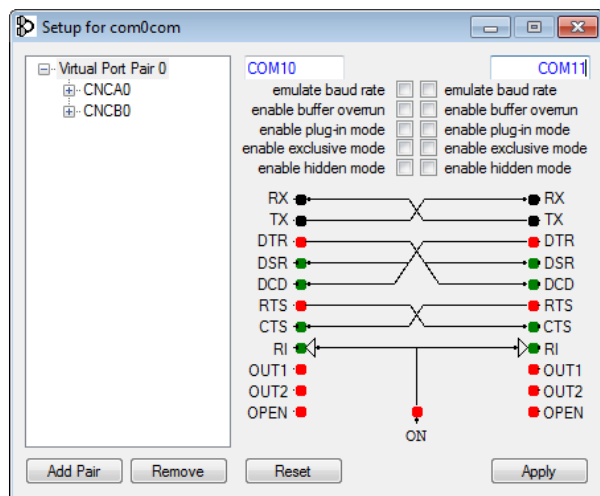 Setup for com0com
Virtual Port Pair 0
CNCA0
CNCB0
COM10 COM11
emulate baud rate emulate baud rate
enable buffer overrun enable buffer overrun
enable plug-in mode enable plug-in mode
enable exclusive mode enable exclusive mode
enable hidden mode enable hidden mode
RX RX
TX TX
DTR DTR
DSR DSR
DCD DCD
RTS RTS
CTS CTS
RI RI
OUT1 OUT1
OUT2 OUT2
OPEN OPEN
ON
Add Pair Remove Reset Apply